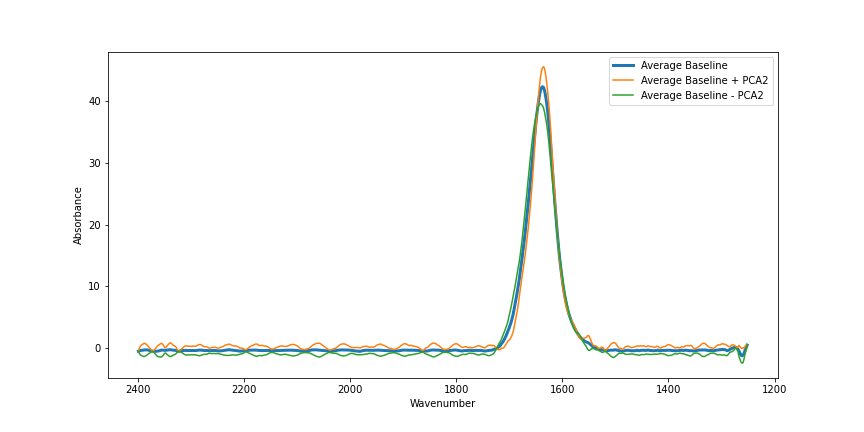 Average Baseline
Average Baseline + PCA2
Average Baseline - PCA2
Absorbance
40
30
20
10
0
2400 2200 2000 1800 1600 1400 1200
Wavenumber